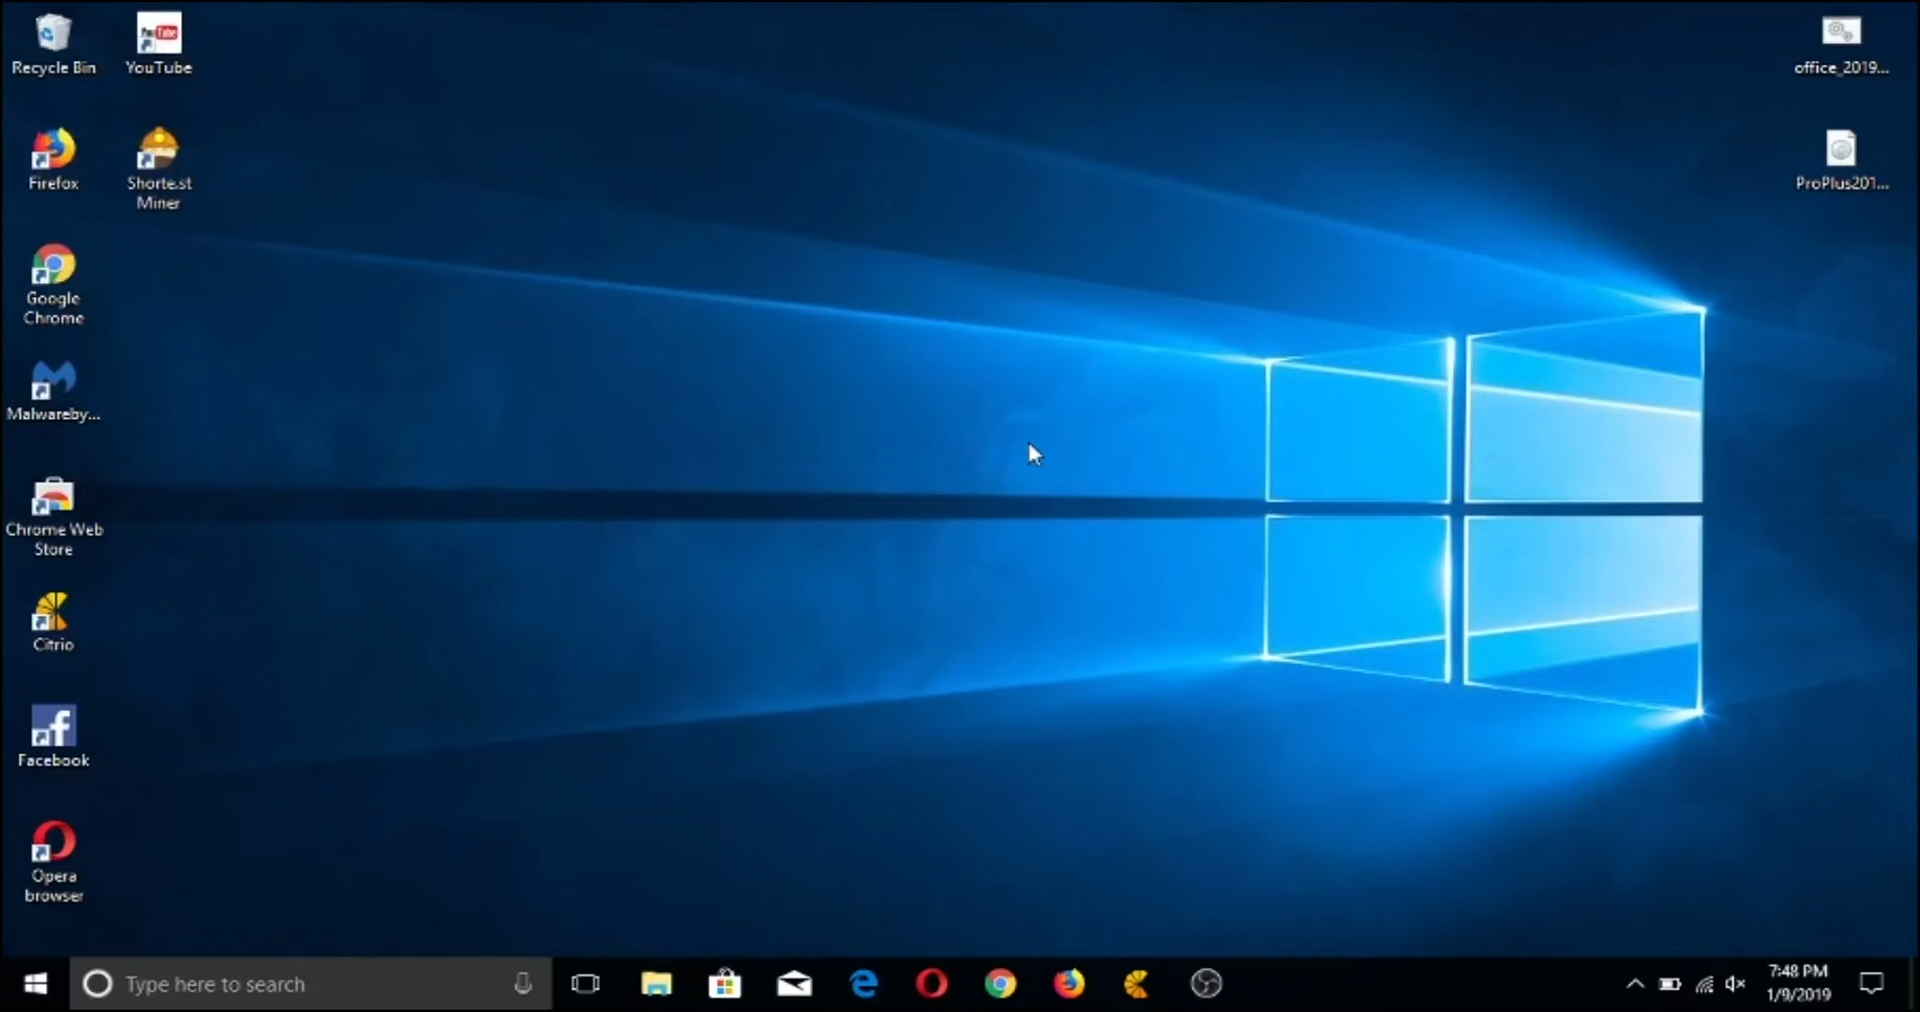 Recycle Bin
YouTube
office_2019...
Firefox
Shorte.st
Miner
ProPlus201...
Google
Chrome
Malwareby...
Chrome Web
Store
Citrio
Facebook
Opera
browser
Type here to search
7:48 PM
1/9/2019